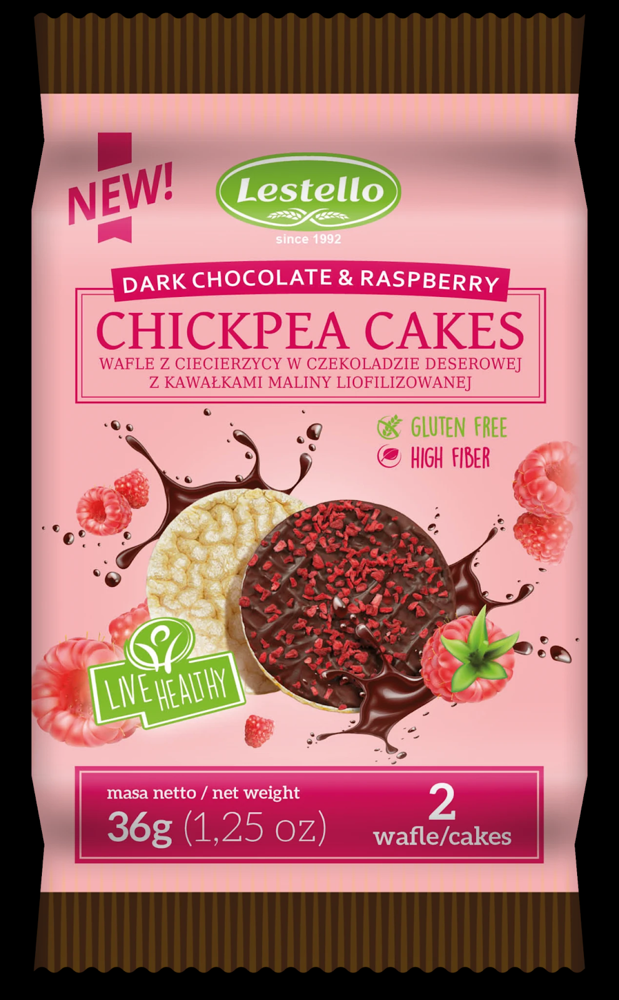 NEW!
Lestello
since 1992
DARK CHOCOLATE & RASPBERRY
CHICKPEA CAKES
WAFLE Z CIECIERZYCY W CZEKOLADZIE DESEROWEJ
Z KAWAŁKAMI MALINY LIOFILIZOWANEJ
GLUTEN FREE
HIGH FIBER
LIVE HEALTHY
masa netto / net weight
36g (1,25 oz)
2
wafle/cakes